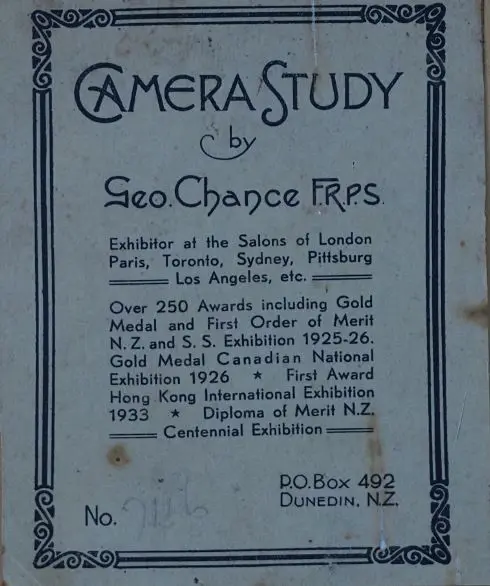 CAMERA STUDY
by
Geo. Chance F.R.P.S.
Exhibitor at the Salons of London
Paris, Toronto, Sydney, Pittsburg
Los Angeles, etc.
Over 250 Awards including Gold
Medal and First Order of Merit
N.Z. and S.S. Exhibition 1925-26.
Gold Medal Canadian National
Exhibition 1926 ★ First Award
Hong Kong International Exhibition
1933 ★ Diploma of Merit N.Z.
Centennial Exhibition
P.O. Box 492
DUNEDIN, N.Z.
No.